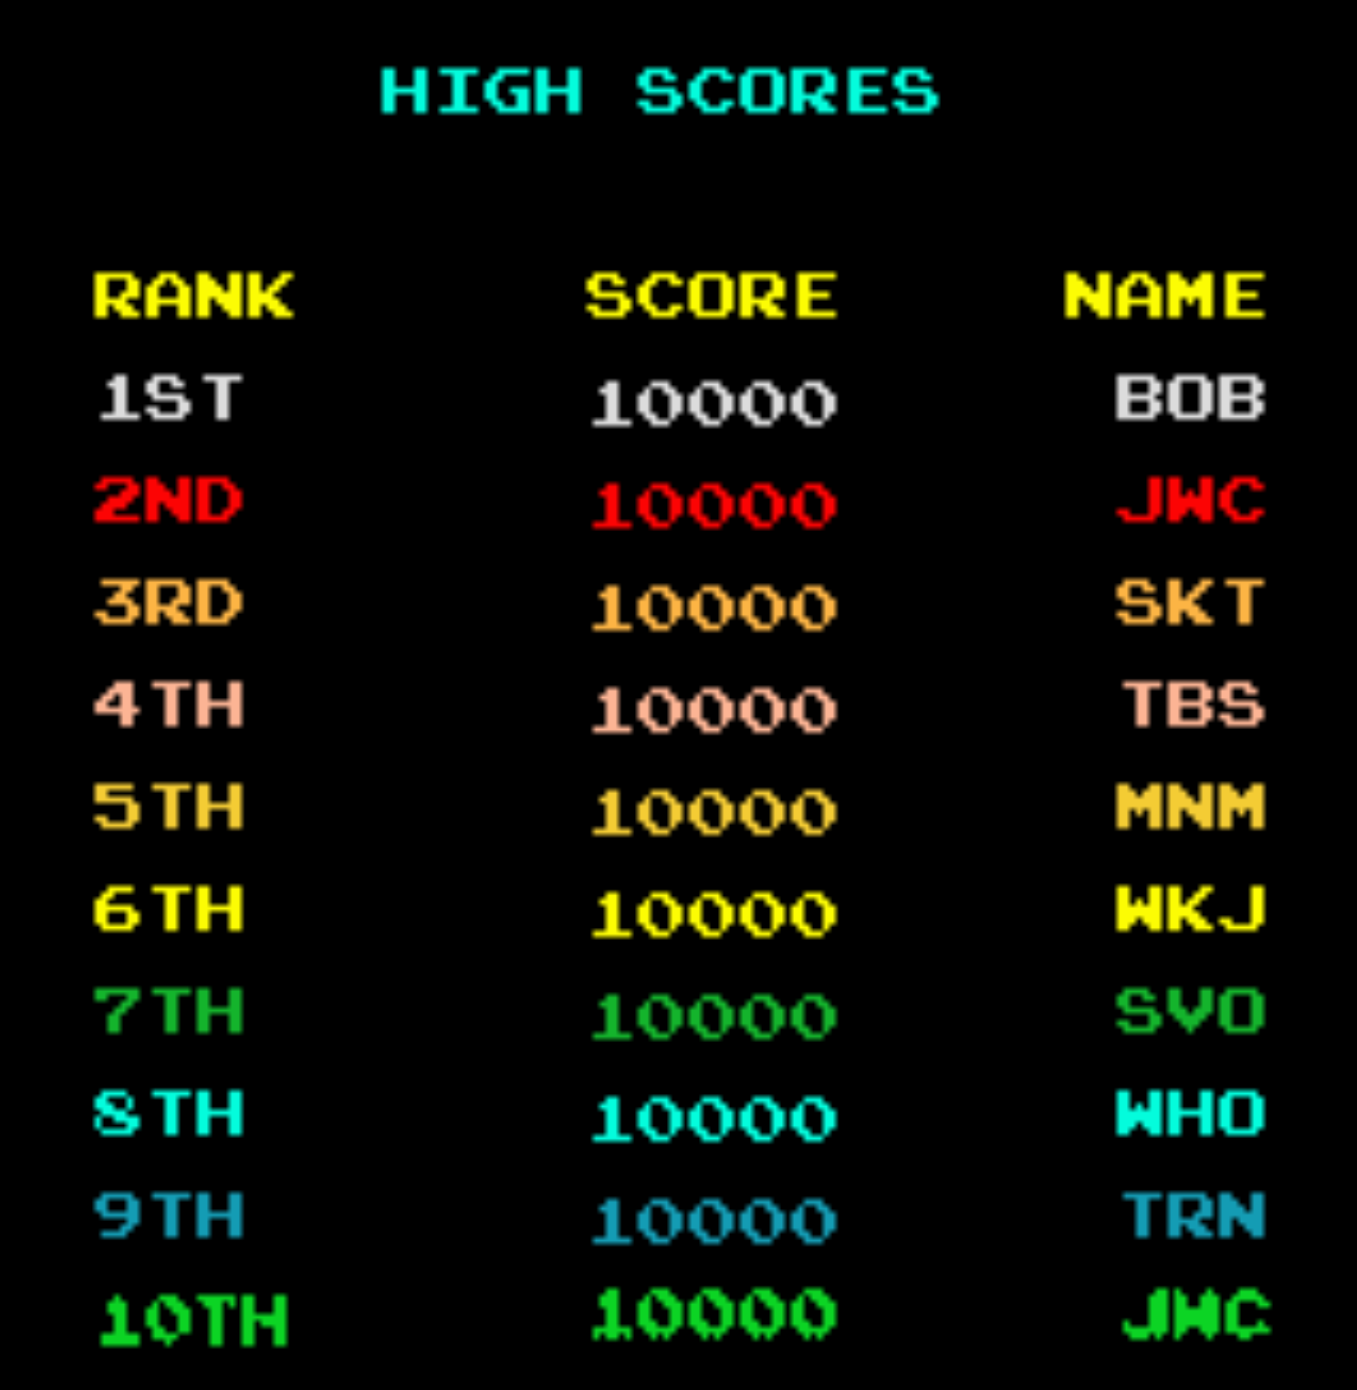 HIGH SCORES
RANK SCORE NAME
1ST 10000 BOB
2ND 10000 JWC
3RD 10000 SKT
4TH 10000 TBS
5TH 10000 MNM
6TH 10000 WKJ
7TH 10000 SVO
8TH 10000 WHO
9TH 10000 TRN
10TH 10000 JWC